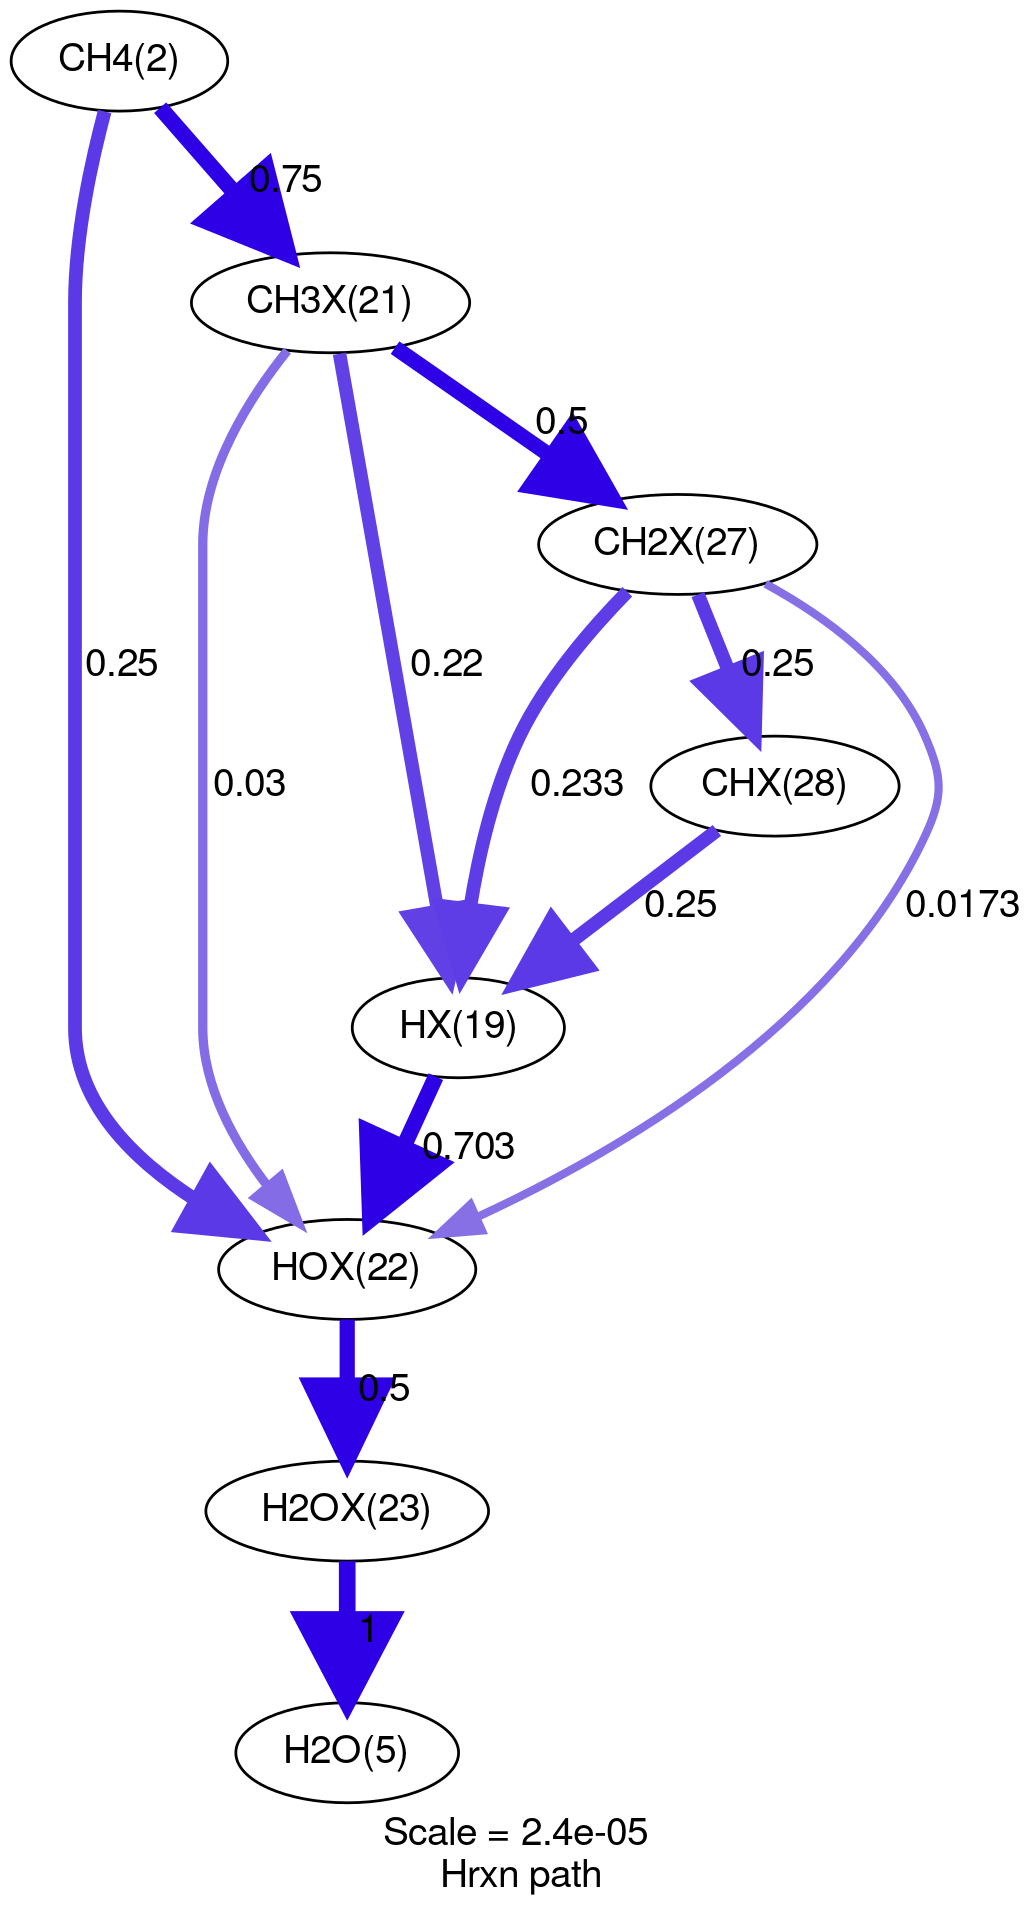 CH4(2)
0.75
CH3X(21)
0.5
CH2X(27)
0.25
0.22
0.25
0.03
0.233
CHX(28)
0.25
0.0173
HX(19)
0.703
HOX(22)
0.5
H2OX(23)
1
H2O(5)
Scale = 2.4e-05
Hrxn path